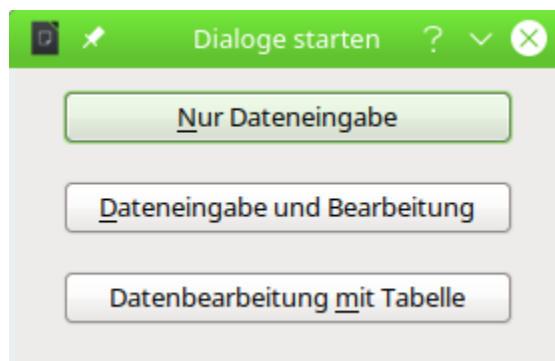 Dialoge starten
Nur Dateneingabe
Dateneingabe und Bearbeitung
Datenbearbeitung mit Tabelle